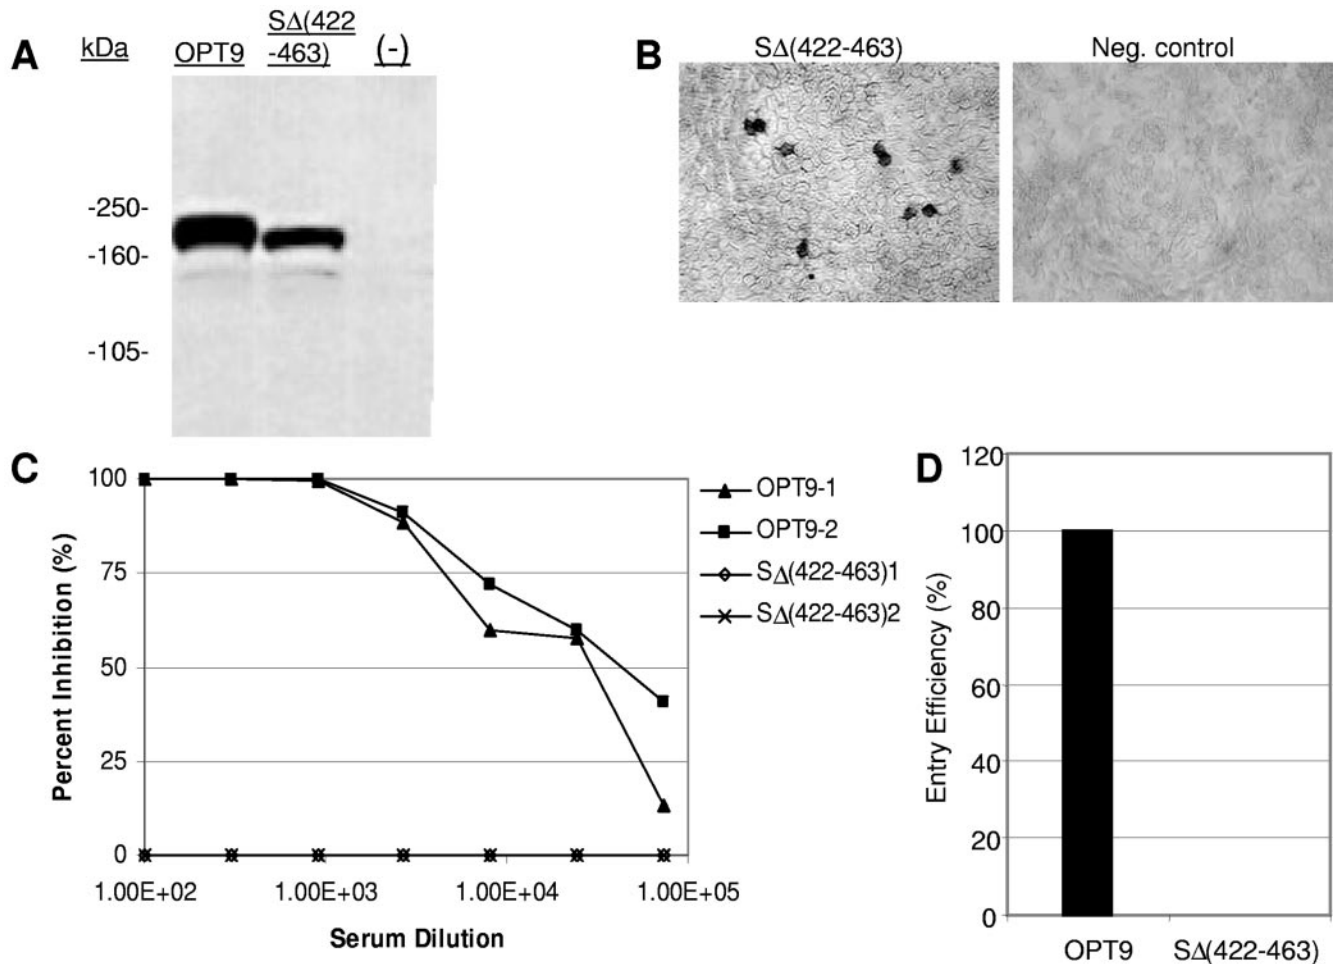 A
kDa
OPT9
SΔ(422
-463)
(-)
-250-
-160-
-105-
B
SΔ(422-463)
Neg. control
C
Percent Inhibition (%)
100
75
50
25
0
1.00E+02
1.00E+03
1.00E+04
1.00E+05
Serum Dilution
OPT9-1
OPT9-2
SΔ(422-463)1
SΔ(422-463)2
D
Entry Efficiency (%)
120
100
80
60
40
20
0
OPT9
SΔ(422-463)